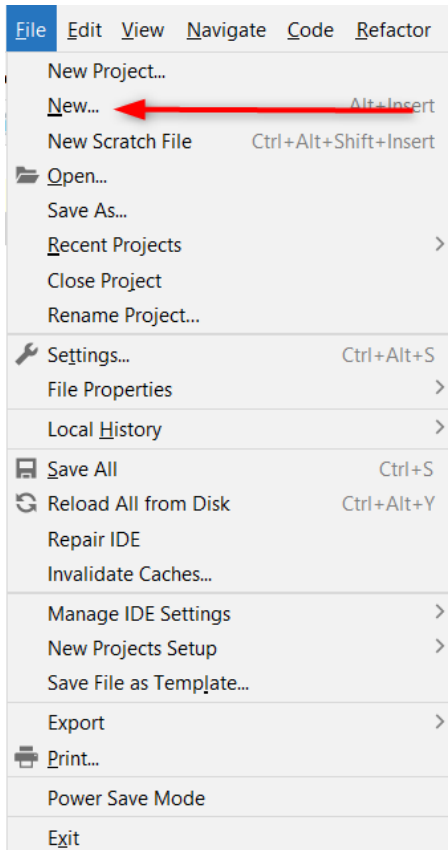 File Edit View Navigate Code Refactor
New Project...
New... Alt+Insert
New Scratch File Ctrl+Alt+Shift+Insert
Open...
Save As...
Recent Projects
Close Project
Rename Project...
Settings... Ctrl+Alt+S
File Properties
Local History
Save All Ctrl+S
Reload All from Disk Ctrl+Alt+Y
Repair IDE
Invalidate Caches...
Manage IDE Settings
New Projects Setup
Save File as Template...
Export
Print...
Power Save Mode
Exit